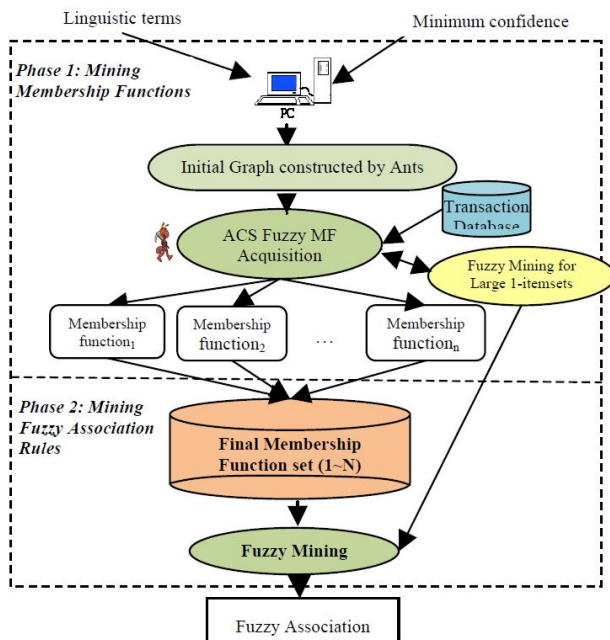 Linguistic terms
Minimum confidence
Phase 1: Mining
Membership Functions
PC
Initial Graph constructed by Ants
Transaction
Database
ACS Fuzzy MF
Acquisition
Fuzzy Mining for
Large 1-itemsets
Membership
function1
Membership
function2
...
Membership
functionn
Phase 2: Mining
Fuzzy Association
Rules
Final Membership
Function set (1~N)
Fuzzy Mining
Fuzzy Association